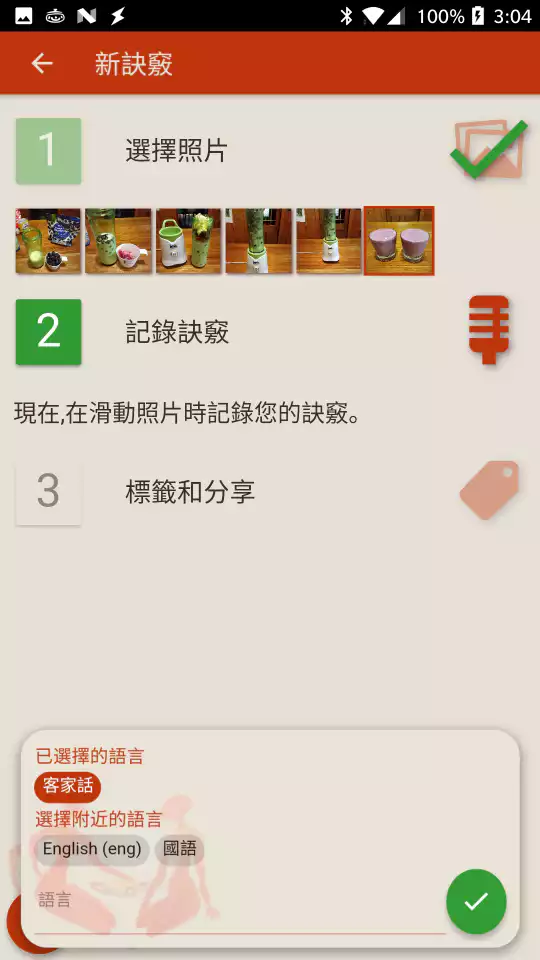 100% 3:04
新訣竅
1 選擇照片
2 記錄訣竅
現在,在滑動照片時記錄您的訣竅。
3 標籤和分享
已選擇的語言
客家話
選擇附近的語言
English (eng) 國語
語言